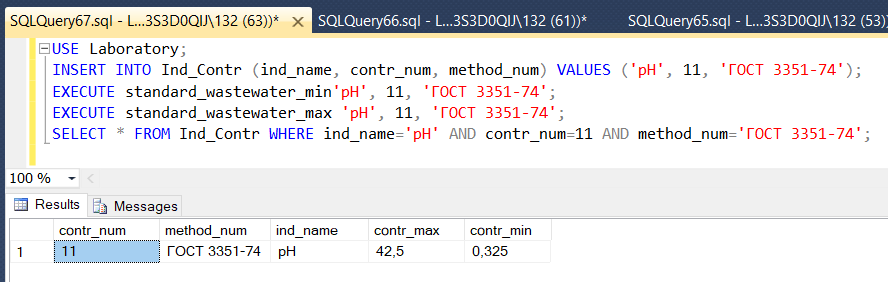 SQLQuery67.sql - L...3S3D0QIJ\132 (63))* SQLQuery66.sql - L...3S3D0QIJ\132 (61))* SQLQuery65.sql - L...3S3D0QIJ\132 (53))
USE Laboratory;
INSERT INTO Ind_Contr (ind_name, contr_num, method_num) VALUES ('pH', 11, 'ГОСТ 3351-74');
EXECUTE standard_wastewater_min'pH', 11, 'ГОСТ 3351-74';
EXECUTE standard_wastewater_max 'pH', 11, 'ГОСТ 3351-74';
SELECT * FROM Ind_Contr WHERE ind_name='pH' AND contr_num=11 AND method_num='ГОСТ 3351-74';
100 %
Results Messages
contr_num method_num ind_name contr_max contr_min
1 11 ГОСТ 3351-74 pH 42,5 0,325